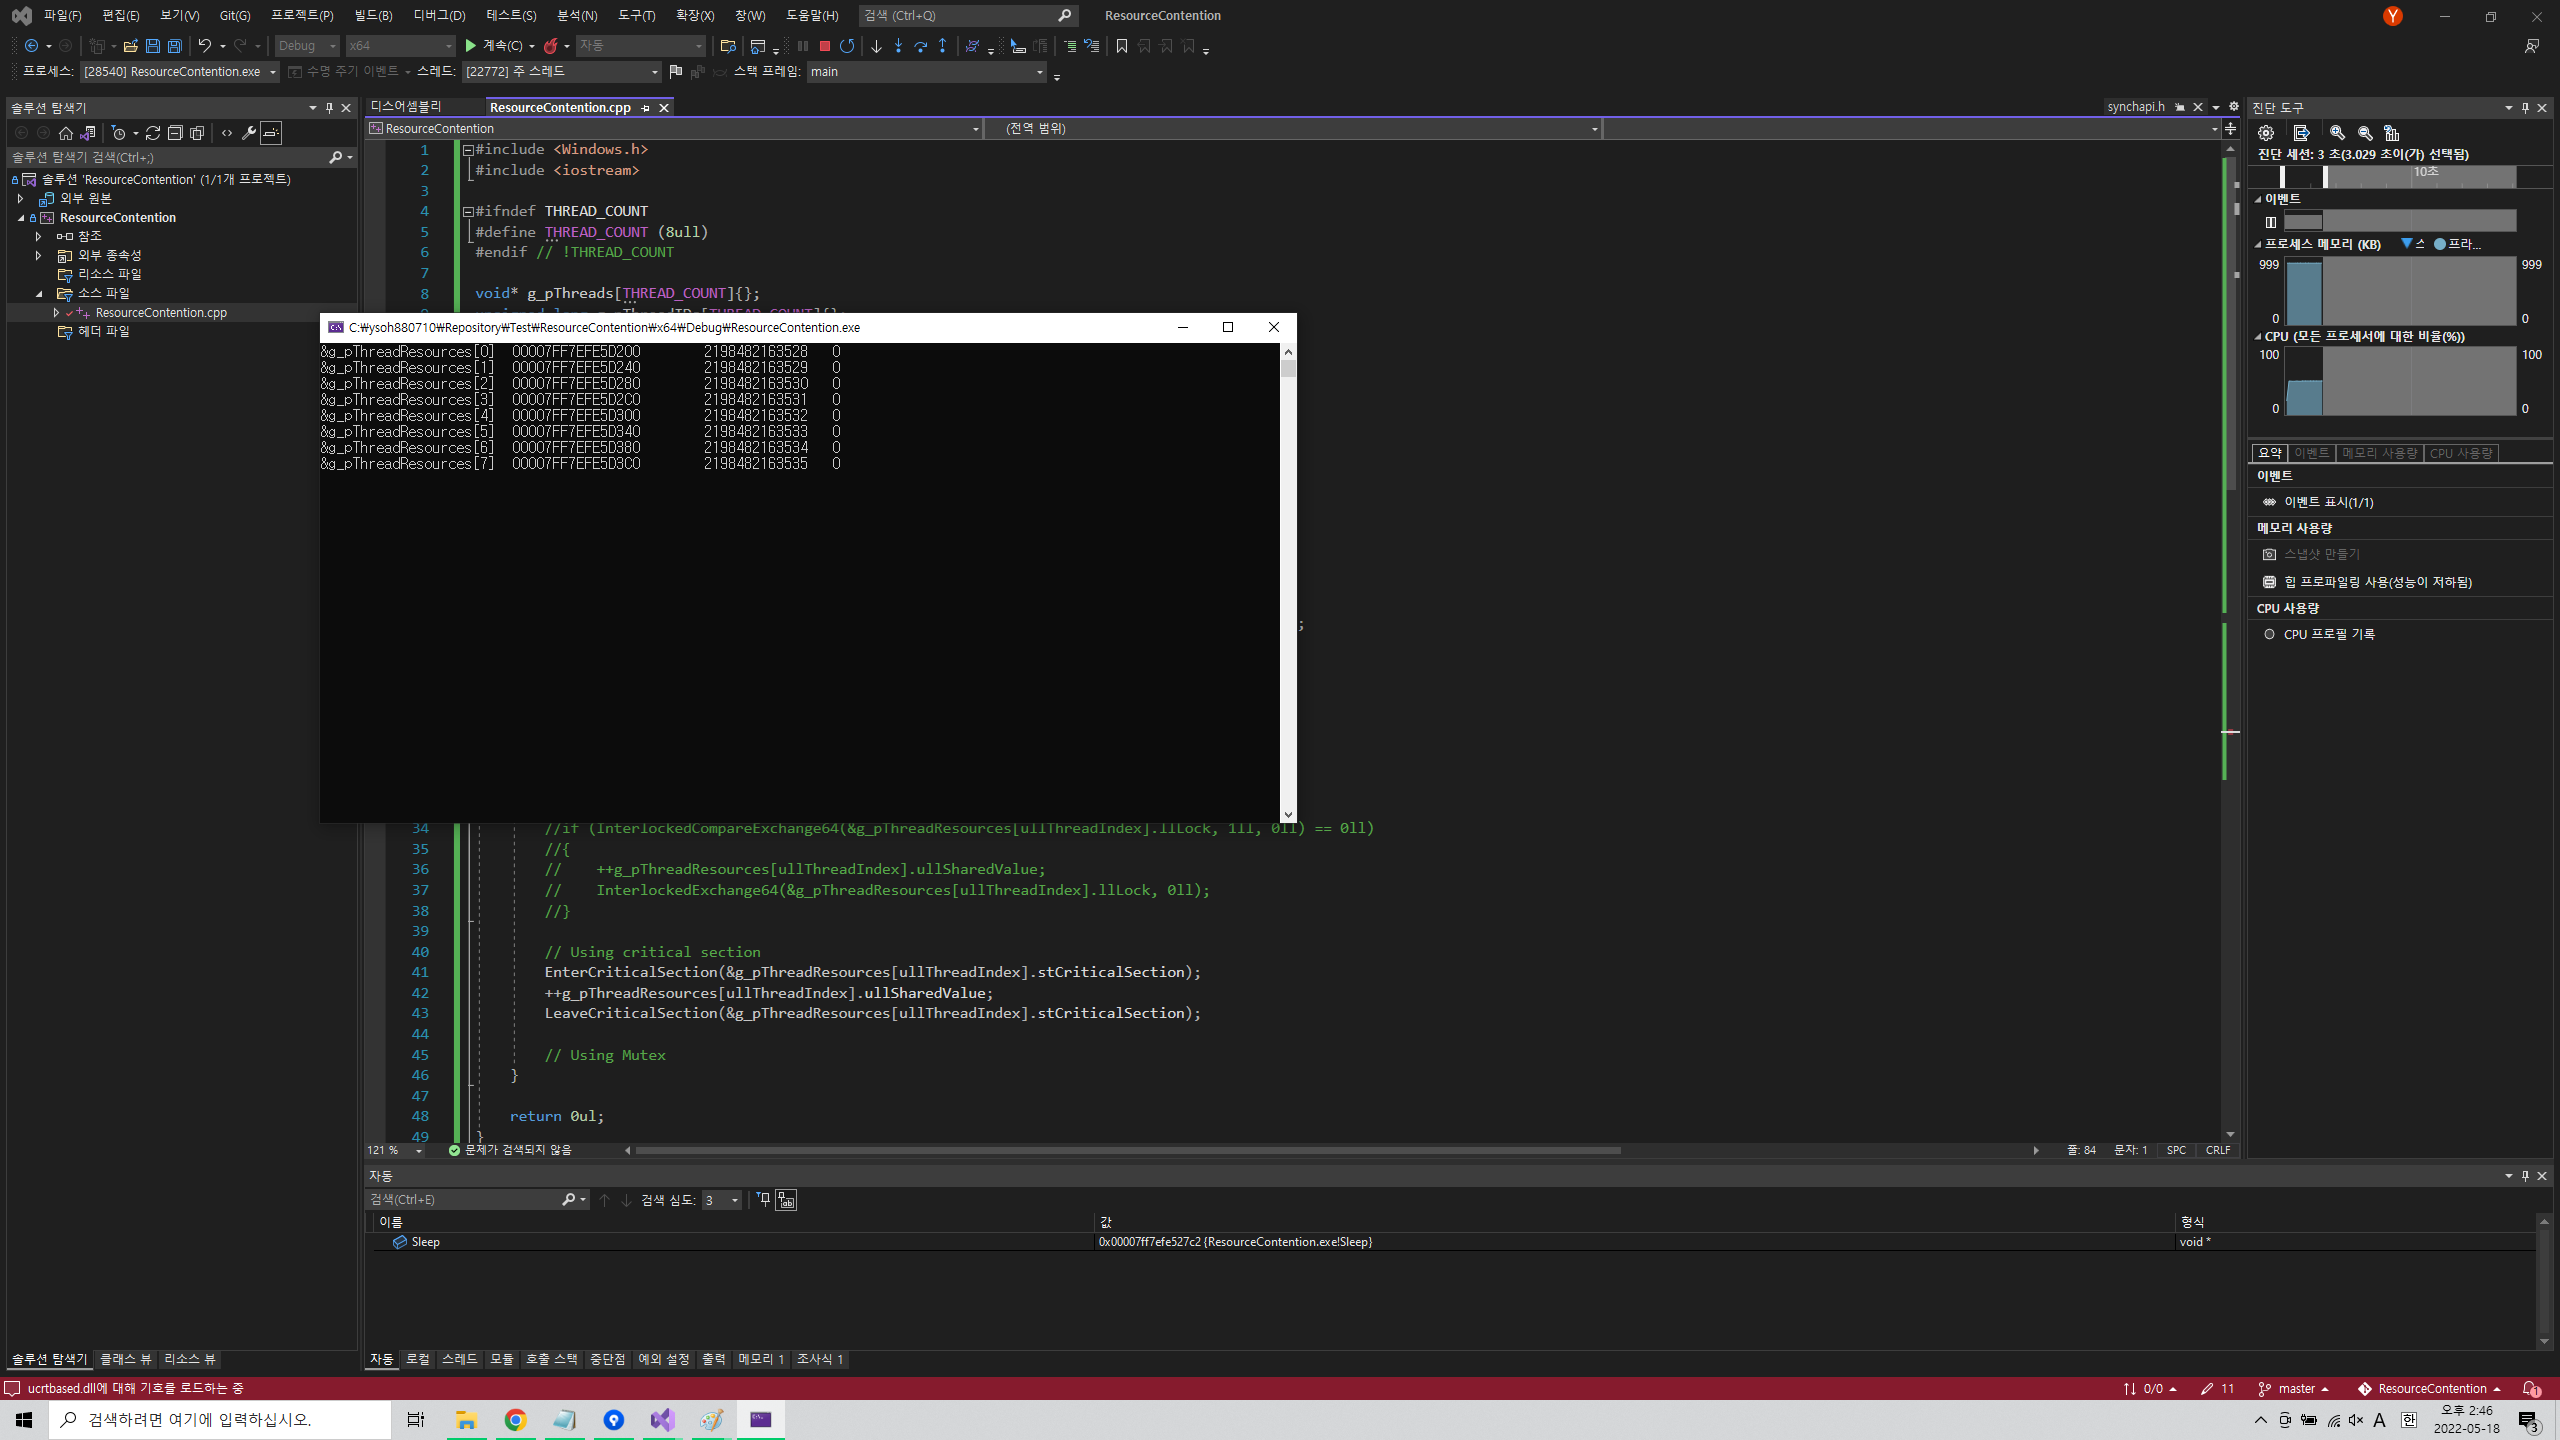 파일(F) 편집(E) 보기(V) Git(G) 프로젝트(P) 빌드(B) 디버그(D) 테스트(S) 분석(N) 도구(T) 확장(X) 창(W) 도움말(H) 검색 (Ctrl+Q) ResourceContention Y
Debug x64 계속(C) 자동
프로세스: [28540] ResourceContention.exe 수명 주기 이벤트 스레드: [22772] 주 스레드 스택 프레임: main
솔루션 탐색기
솔루션 탐색기 검색(Ctrl+;)
솔루션 'ResourceContention' (1/1개 프로젝트)
외부 원본
ResourceContention
참조
외부 종속성
리소스 파일
소스 파일
ResourceContention.cpp
헤더 파일
솔루션 탐색기 클래스 뷰 리소스 뷰
디스어셈블리 ResourceContention.cpp synchapi.h
ResourceContention (전역 범위)
1 #include <Windows.h>
2 #include <iostream>
3
4 #ifndef THREAD_COUNT
5 #define THREAD_COUNT (8ull)
6 #endif // !THREAD_COUNT
7
8 void* g_pThreads[THREAD_COUNT]{};
C:\ysoh880710\Repository\Test\ResourceContention\x64\Debug\ResourceContention.exe
&g_pThreadResources[0] 00007FF7EFE5D200 2198482163528 0
&g_pThreadResources[1] 00007FF7EFE5D240 2198482163529 0
&g_pThreadResources[2] 00007FF7EFE5D280 2198482163530 0
&g_pThreadResources[3] 00007FF7EFE5D2C0 2198482163531 0
&g_pThreadResources[4] 00007FF7EFE5D300 2198482163532 0
&g_pThreadResources[5] 00007FF7EFE5D340 2198482163533 0
&g_pThreadResources[6] 00007FF7EFE5D380 2198482163534 0
&g_pThreadResources[7] 00007FF7EFE5D3C0 2198482163535 0
;
34 //if (InterlockedCompareExchange64(&g_pThreadResources[ullThreadIndex].llLock, 1ll, 0ll) == 0ll)
35 //{
36 // ++g_pThreadResources[ullThreadIndex].ullSharedValue;
37 // InterlockedExchange64(&g_pThreadResources[ullThreadIndex].llLock, 0ll);
38 //}
39
40 // Using critical section
41 EnterCriticalSection(&g_pThreadResources[ullThreadIndex].stCriticalSection);
42 ++g_pThreadResources[ullThreadIndex].ullSharedValue;
43 LeaveCriticalSection(&g_pThreadResources[ullThreadIndex].stCriticalSection);
44
45 // Using Mutex
46 }
47
48 return 0ul;
49 }
121 % 문제가 검색되지 않음 줄: 84 문자: 1 SPC CRLF
자동
검색(Ctrl+E) 검색 심도: 3
이름 값 형식
Sleep 0x00007ff7efe527c2 {ResourceContention.exe!Sleep} void *
자동 로컬 스레드 모듈 호출 스택 중단점 예외 설정 출력 메모리 1 조사식 1
진단 도구
진단 세션: 3 초(3.029 초이(가) 선택됨)
10초
이벤트
프로세스 메모리 (KB) 스 프라...
999 999
0 0
CPU (모든 프로세서에 대한 비율(%))
100 100
0 0
요약 이벤트 메모리 사용량 CPU 사용량
이벤트
이벤트 표시(1/1)
메모리 사용량
스냅샷 만들기
힙 프로파일링 사용(성능이 저하됨)
CPU 사용량
CPU 프로필 기록
ucrtbased.dll에 대해 기호를 로드하는 중 0/0 11 master ResourceContention 1
검색하려면 여기에 입력하십시오. A 한 오후 2:46
2022-05-18 3